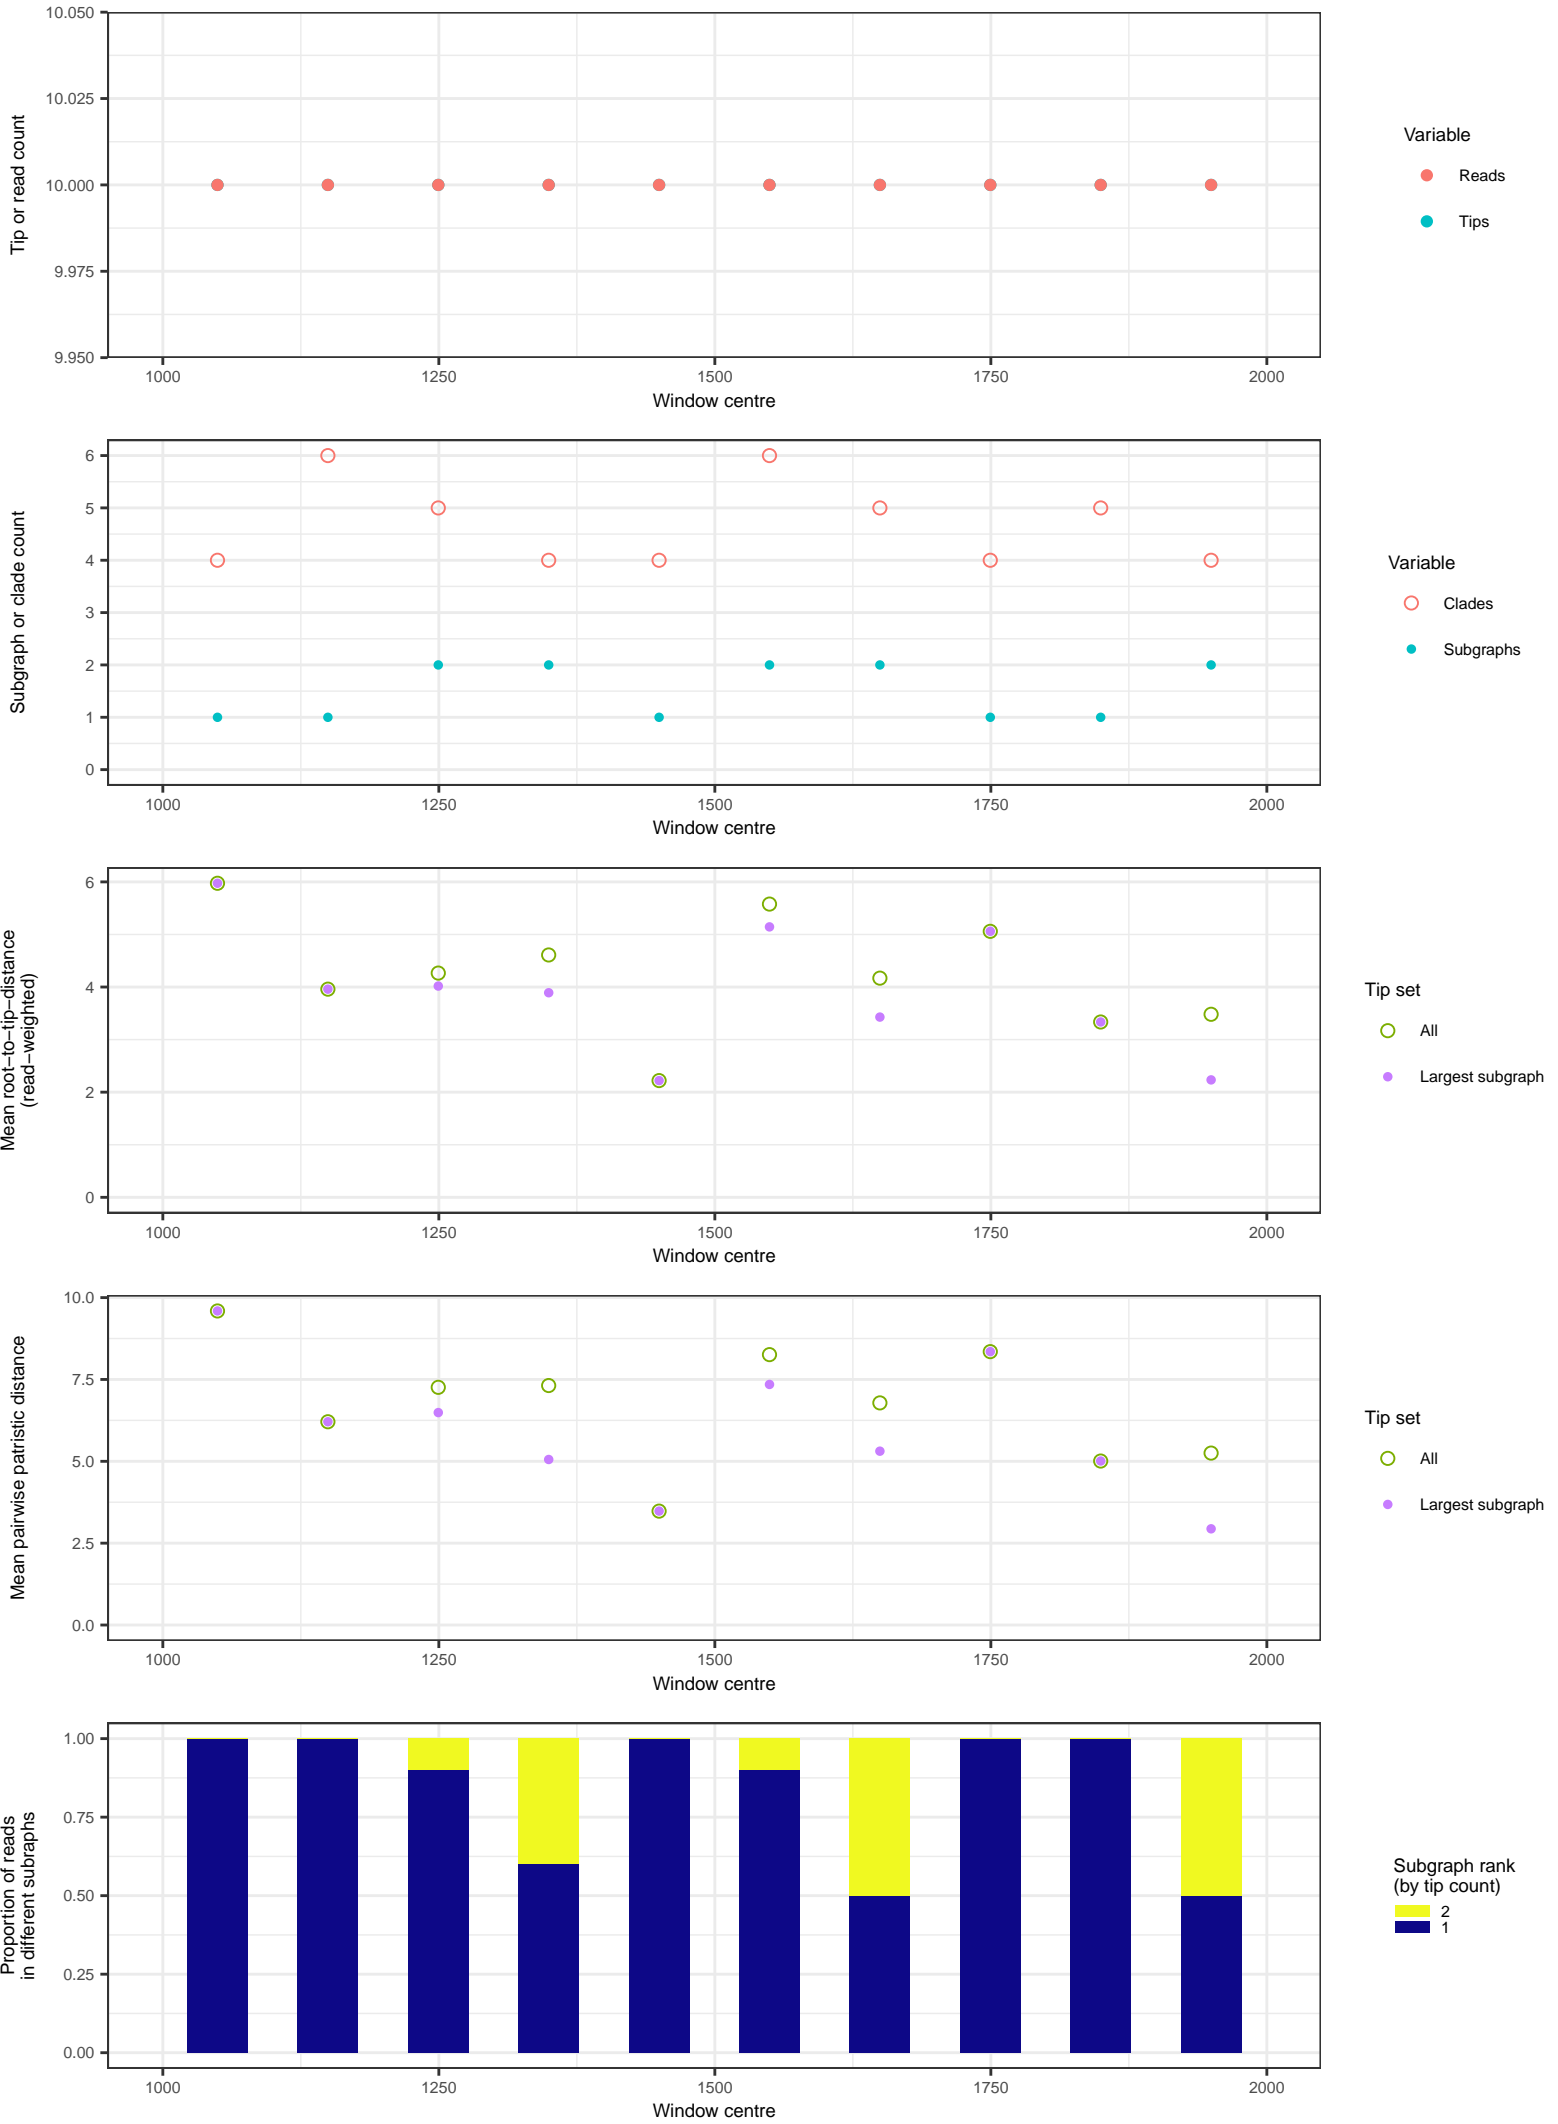 10.050
10.025
10.000
9.975
9.950
Tip or read count
1000
1250
1500
1750
2000
Window centre
Variable
Reads
Tips
6
5
4
3
2
1
0
Subgraph or clade count
1000
1250
1500
1750
2000
Window centre
Variable
Clades
Subgraphs
6
4
2
0
Mean root−to−tip−distance
(read−weighted)
1000
1250
1500
1750
2000
Window centre
Tip set
All
Largest subgraph
10.0
7.5
5.0
2.5
0.0
Mean pairwise patristic distance
1000
1250
1500
1750
2000
Window centre
Tip set
All
Largest subgraph
1.00
0.75
0.50
0.25
0.00
Proportion of reads
in different subraphs
1000
1250
1500
1750
2000
Window centre
Subgraph rank
(by tip count)
2
1